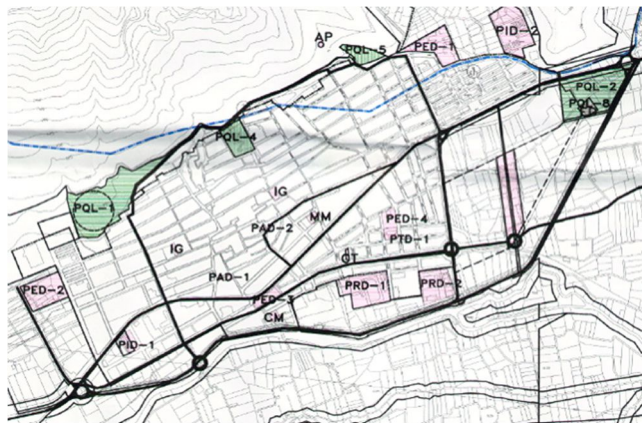 AP
PQL-5
PED-1
PID-2
PQL-2
PQL-8
PQL-4
IG
PQL-1
MM
PED-4
PAD-2
PTD-1
IG
PAD-1
PED-2
PED-3
PRD-1
PRD-2
CM
PID-1